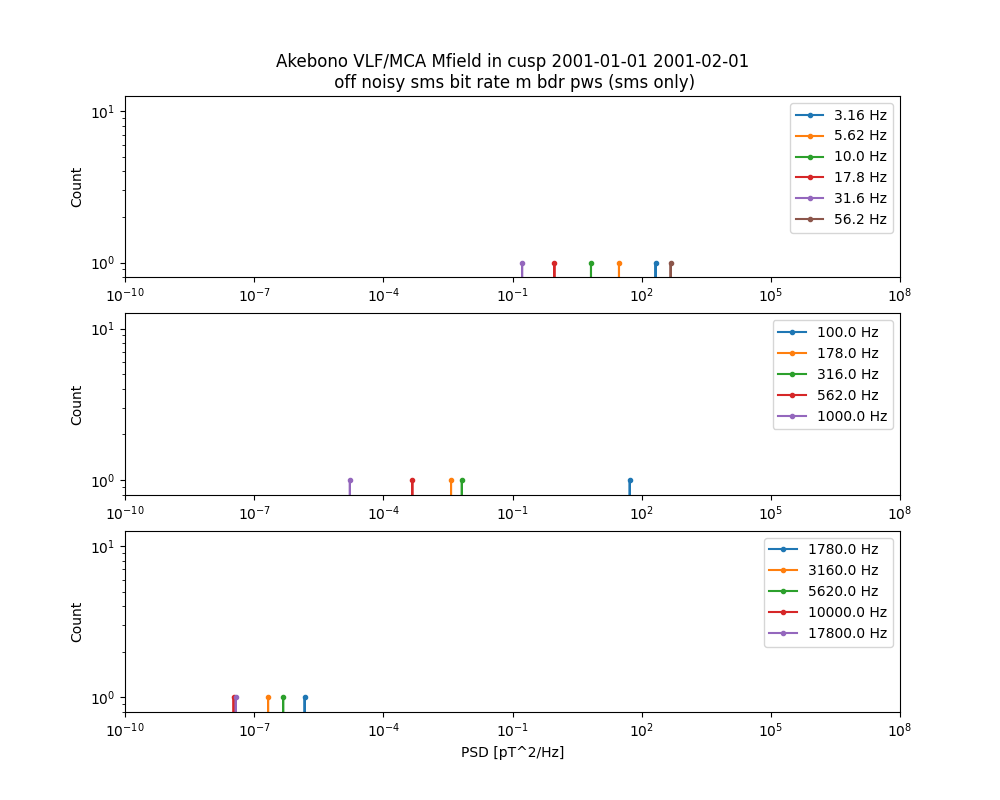 Akebono VLF/MCA Mfield in cusp 2001-01-01 2001-02-01
off noisy sms bit rate m bdr pws (sms only)
10^1
10^0
Count
3.16 Hz
5.62 Hz
10.0 Hz
17.8 Hz
31.6 Hz
56.2 Hz
10^-10 10^-7 10^-4 10^-1 10^2 10^5 10^8
10^1
10^0
Count
100.0 Hz
178.0 Hz
316.0 Hz
562.0 Hz
1000.0 Hz
10^-10 10^-7 10^-4 10^-1 10^2 10^5 10^8
10^1
10^0
Count
1780.0 Hz
3160.0 Hz
5620.0 Hz
10000.0 Hz
17800.0 Hz
10^-10 10^-7 10^-4 10^-1 10^2 10^5 10^8
PSD [pT^2/Hz]